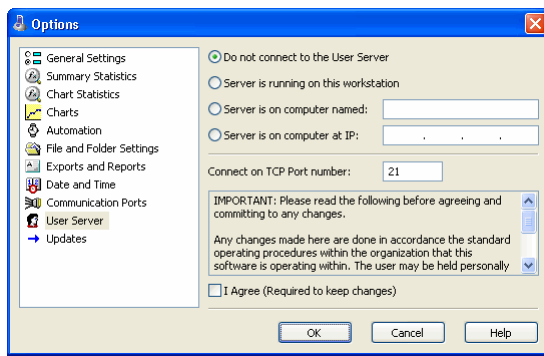 Options
General Settings
Summary Statistics
Chart Statistics
Charts
Automation
File and Folder Settings
Exports and Reports
Date and Time
Communication Ports
User Server
Updates
Do not connect to the User Server
Server is running on this workstation
Server is on computer named:
Server is on computer at IP: . . .
Connect on TCP Port number: 21
IMPORTANT: Please read the following before agreeing and
committing to any changes.
Any changes made here are done in accordance the standard
operating procedures within the organization that this
software is operating within. The user may be held personally
I Agree (Required to keep changes)
OK Cancel Help